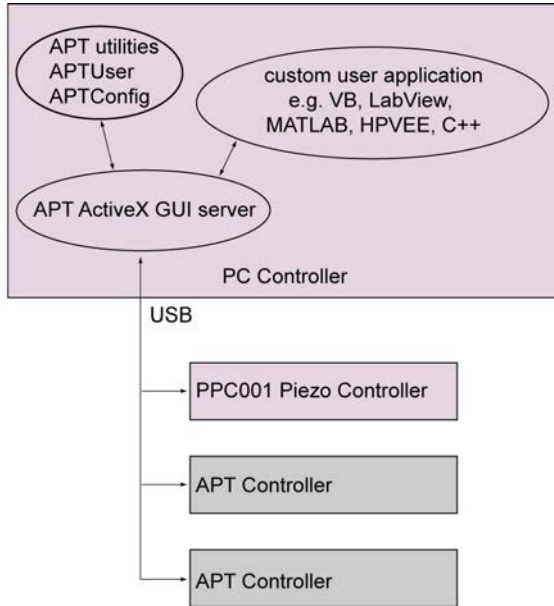 APT utilities
APTUser
APTConfig
custom user application
e.g. VB, LabView,
MATLAB, HPVEE, C++
APT ActiveX GUI server
PC Controller
USB
PPC001 Piezo Controller
APT Controller
APT Controller